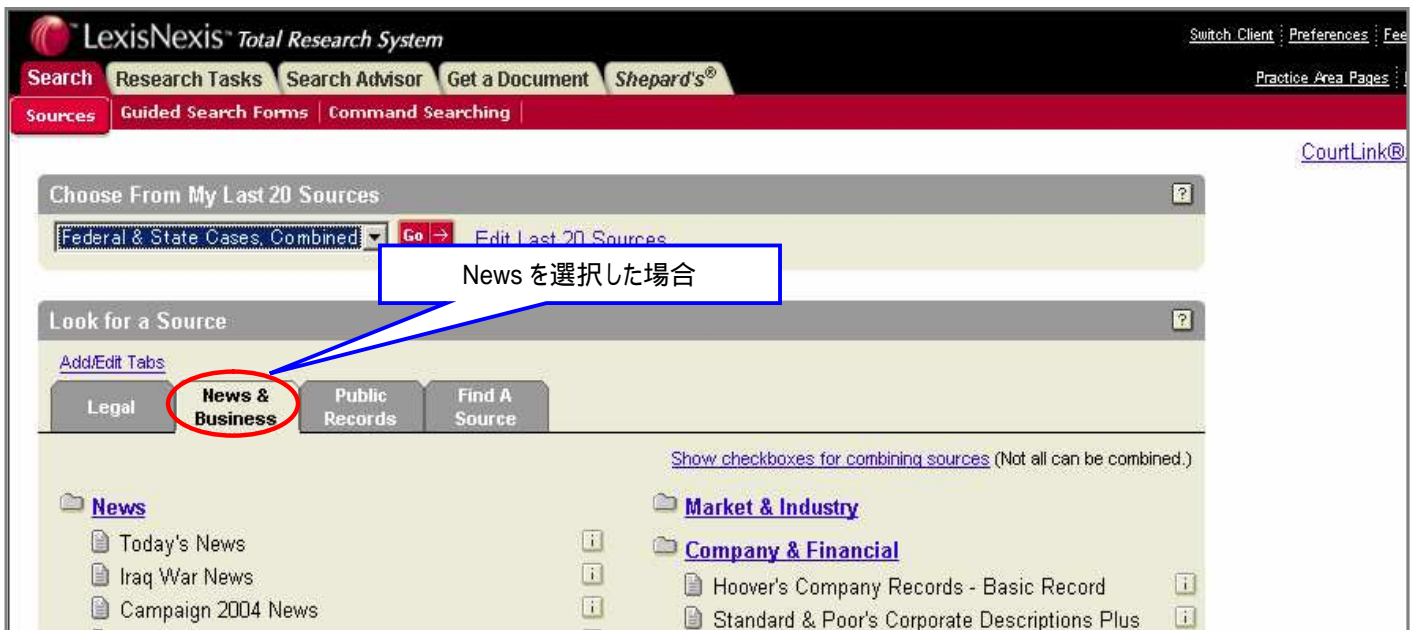 LexisNexis™ Total Research System
Switch Client | Preferences | Fee
Search Research Tasks Search Advisor Get a Document Shepard's®
Practice Area Pages
Sources Guided Search Forms | Command Searching |
CourtLink®
Choose From My Last 20 Sources ?
Federal & State Cases, Combined Go → Edit Last 20 Sources
News を選択した場合
Look for a Source ?
Add/Edit Tabs
Legal News & Business Public Records Find A Source
Show checkboxes for combining sources (Not all can be combined.)
News
Today's News i
Iraq War News i
Campaign 2004 News i
Market & Industry
Company & Financial
Hoover's Company Records - Basic Record i
Standard & Poor's Corporate Descriptions Plus i